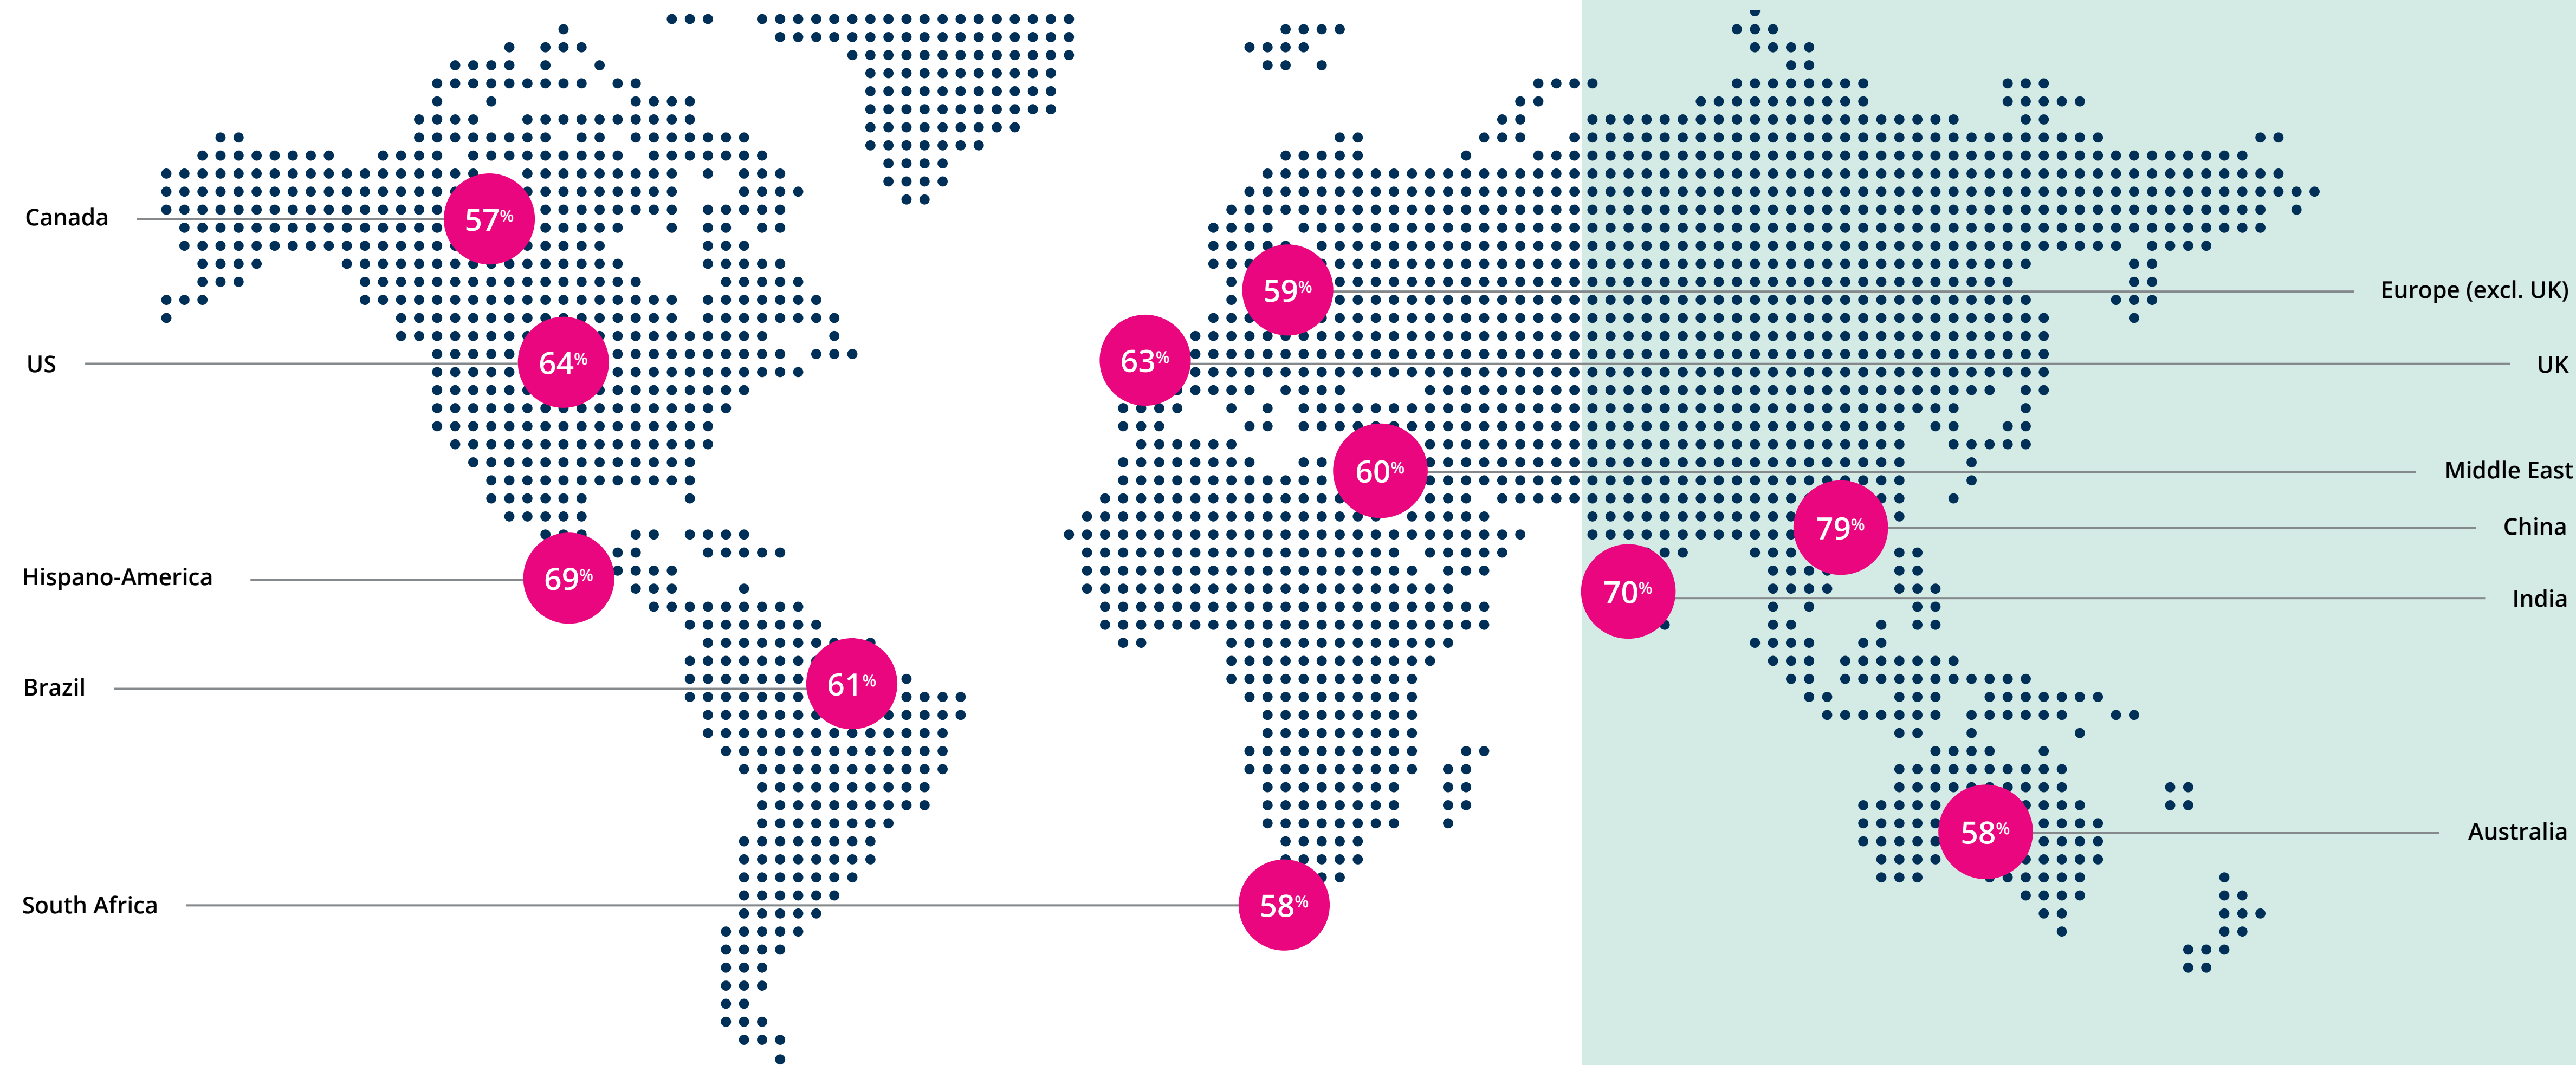 Canada
57%
59%
Europe (excl. UK)
US
64%
63%
UK
60%
Middle East
79%
China
Hispano-America
69%
70%
India
Brazil
61%
58%
Australia
South Africa
58%